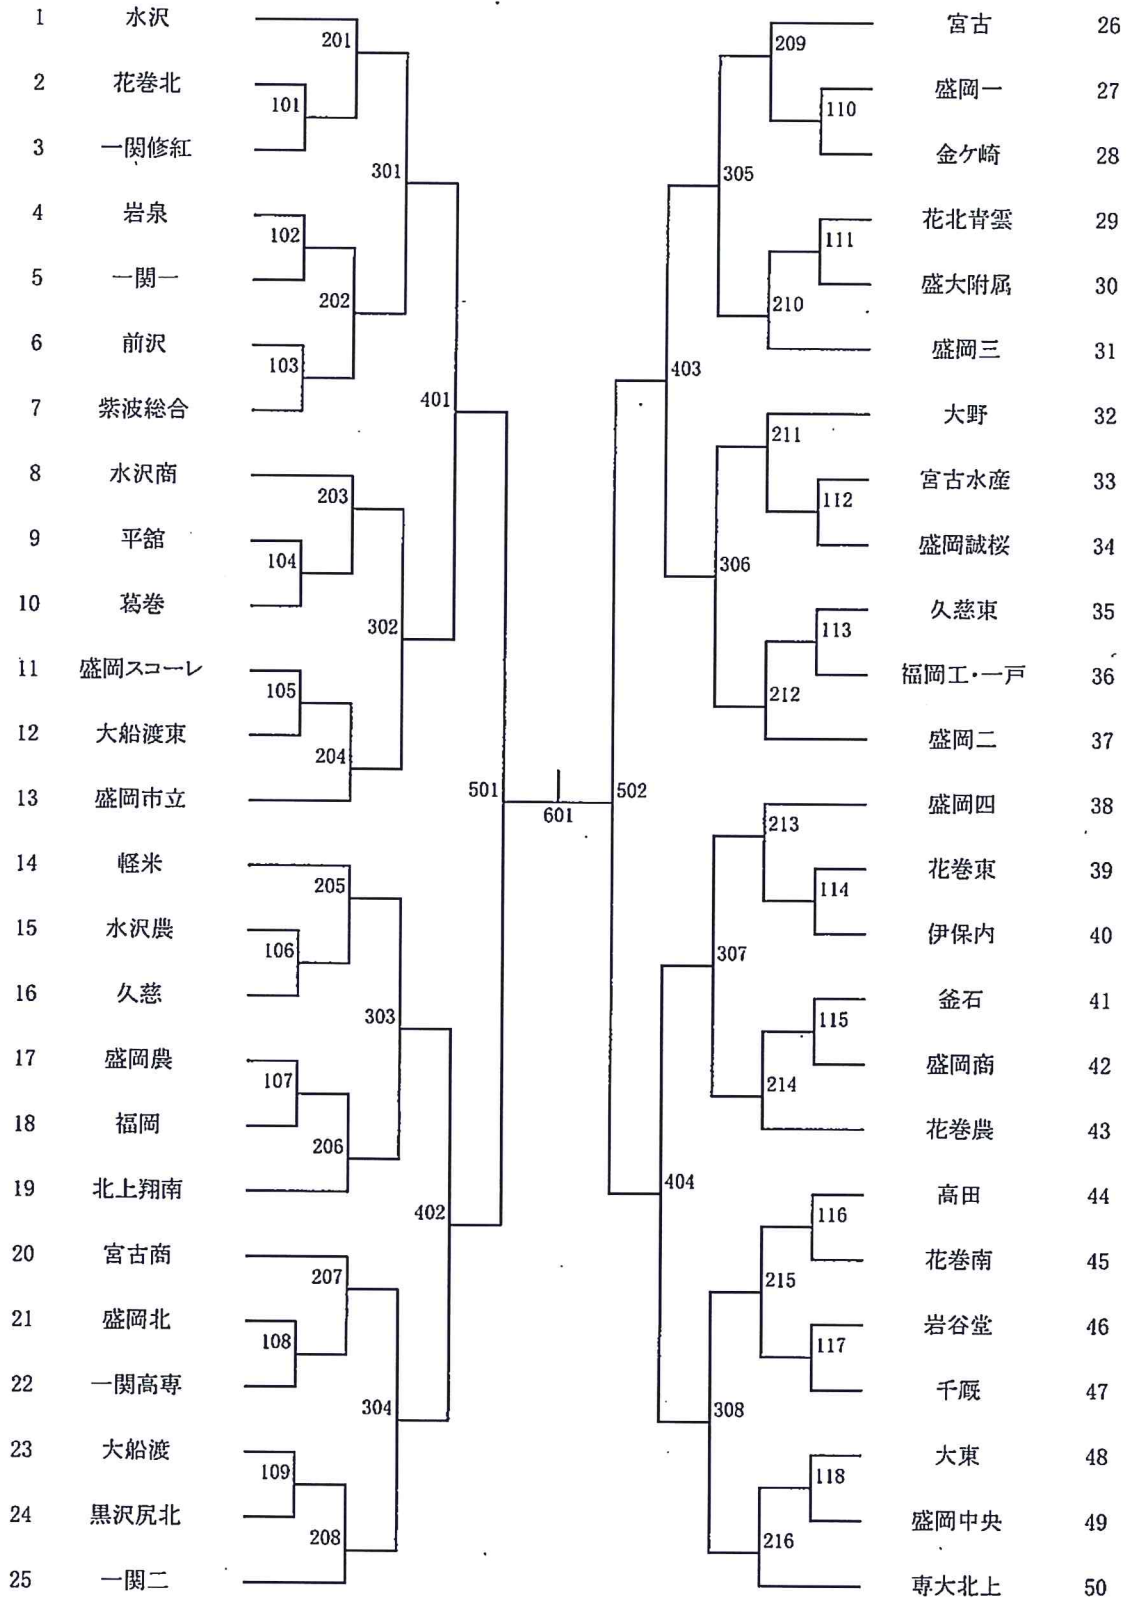 1 水沢
201
2 花巻北
101
3 一関修紅
301
4 岩泉
102
5 一関一
202
6 前沢
103
7 紫波総合
401
8 水沢商
203
9 平舘
104
10 葛巻
302
11 盛岡スコーレ
105
12 大船渡東
204
13 盛岡市立
501
14 軽米
205
15 水沢農
106
16 久慈
303
17 盛岡農
107
18 福岡
206
19 北上翔南
402
20 宮古商
207
21 盛岡北
108
22 一関高専
304
23 大船渡
109
24 黒沢尻北
208
25 一関二
601
宮古 26
209
盛岡一 27
110
金ケ崎 28
305
花北青雲 29
111
盛大附属 30
210
盛岡三 31
403
大野 32
211
宮古水産 33
112
盛岡誠桜 34
306
久慈東 35
113
福岡工・一戸 36
212
盛岡二 37
502
盛岡四 38
213
花巻東 39
114
伊保内 40
307
釜石 41
115
盛岡商 42
214
花巻農 43
404
高田 44
116
花巻南 45
215
岩谷堂 46
117
千厩 47
308
大東 48
118
盛岡中央 49
216
専大北上 50